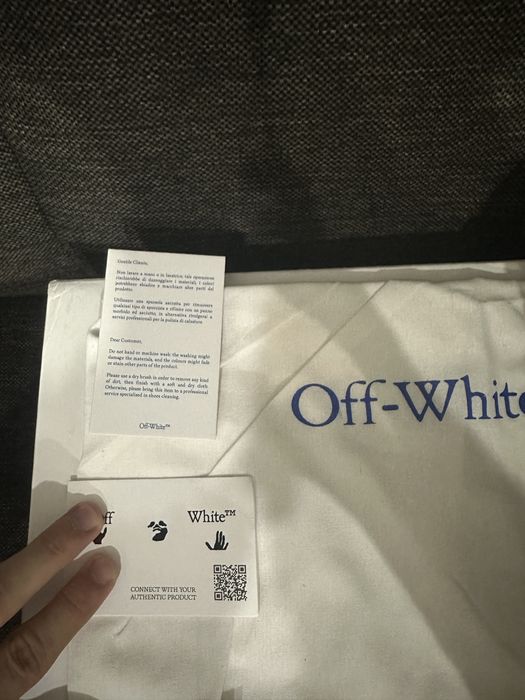 Gentile Cliente,
Non lavare a mano o in lavatrice; tale operazione
rischierebbe di danneggiare i materiali, i colori
potrebbero sbiadire e macchiare altre parti del
prodotto.
Utilizzare una spazzola asciutta per rimuovere
qualsiasi tipo di sporcizia e rifinire con un panno
morbido ed asciutto, in alternativa rivolgersi a
servizi professionali per la pulizia di calzature
Dear Customer,
Do not hand or machine wash: the washing might
damage the materials, and the colours might fade
or stain other parts of the product.
Please use a dry brush in order to remove any kind
of dirt, then finish with a soft and dry cloth.
Otherwise, please bring this item to a professional
service specialized in shoes cleaning.
Off-White™
Off-White
ff White™
CONNECT WITH YOUR
AUTHENTIC PRODUCT